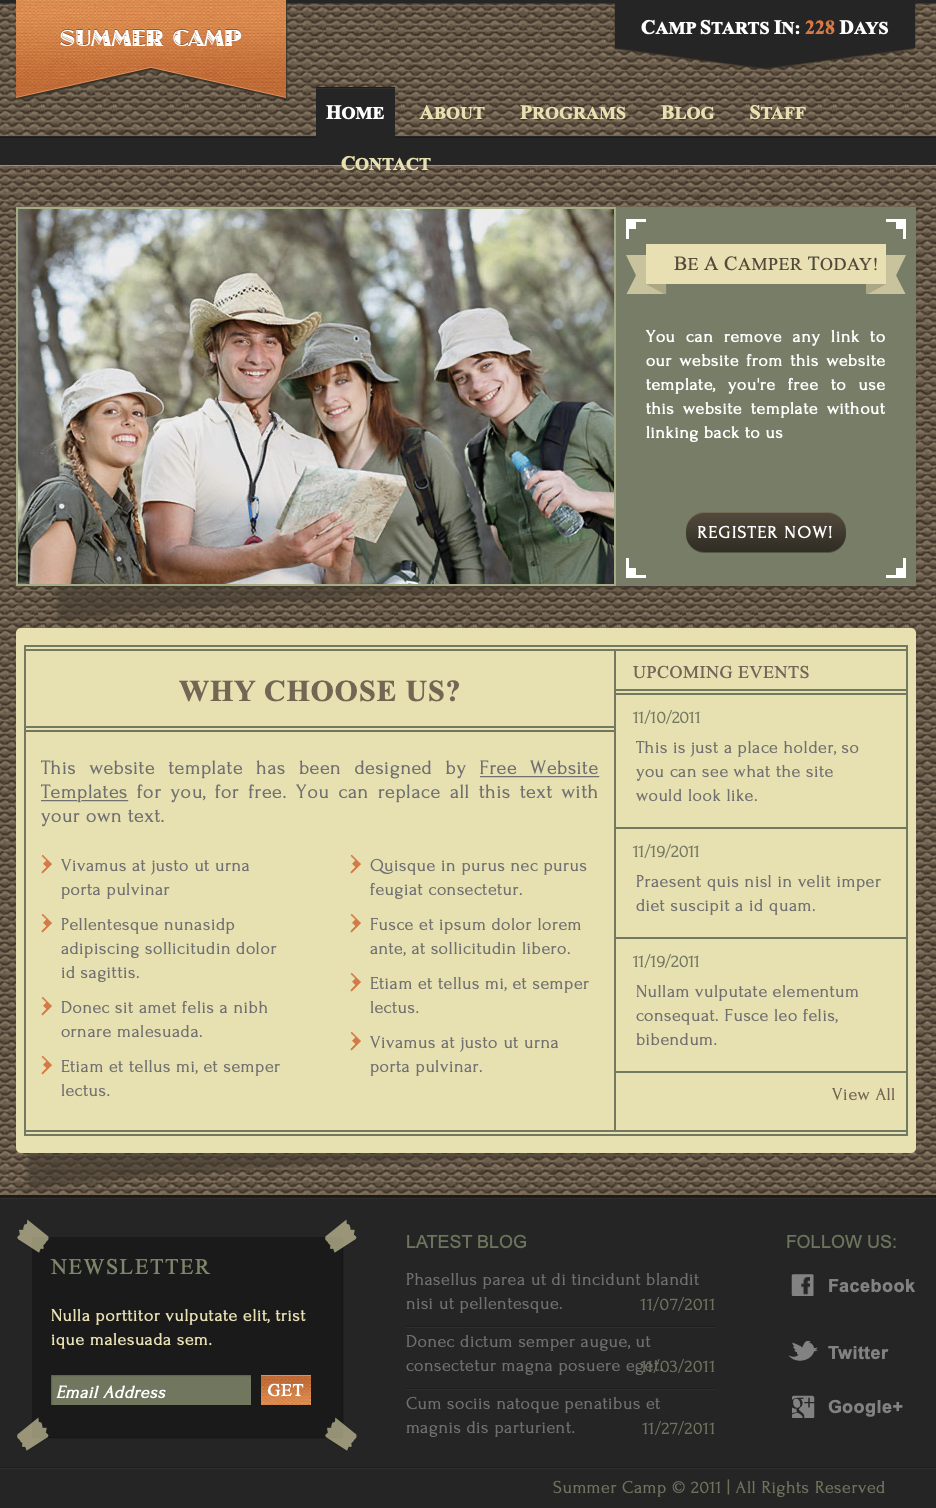 SUMMER CAMP
CAMP STARTS IN: 228 DAYS
HOME ABOUT PROGRAMS BLOG STAFF
CONTACT
BE A CAMPER TODAY!
You can remove any link to
our website from this website
template, you're free to use
this website template without
linking back to us
REGISTER NOW!
WHY CHOOSE US?
This website template has been designed by Free Website
Templates for you, for free. You can replace all this text with
your own text.
Vivamus at justo ut urna
porta pulvinar
Pellentesque nunasidp
adipiscing sollicitudin dolor
id sagittis.
Donec sit amet felis a nibh
ornare malesuada.
Etiam et tellus mi, et semper
lectus.
Quisque in purus nec purus
feugiat consectetur.
Fusce et ipsum dolor lorem
ante, at sollicitudin libero.
Etiam et tellus mi, et semper
lectus.
Vivamus at justo ut urna
porta pulvinar.
UPCOMING EVENTS
11/10/2011
This is just a place holder, so
you can see what the site
would look like.
11/19/2011
Praesent quis nisl in velit imper
diet suscipit a id quam.
11/19/2011
Nullam vulputate elementum
consequat. Fusce leo felis,
bibendum.
View All
NEWSLETTER
Nulla porttitor vulputate elit, trist
ique malesuada sem.
Email Address GET
LATEST BLOG
Phasellus parea ut di tincidunt blandit
nisi ut pellentesque. 11/07/2011
Donec dictum semper augue, ut
consectetur magna posuere eget. 11/03/2011
Cum sociis natoque penatibus et
magnis dis parturient. 11/27/2011
FOLLOW US:
Facebook
Twitter
Google+
Summer Camp © 2011 | All Rights Reserved